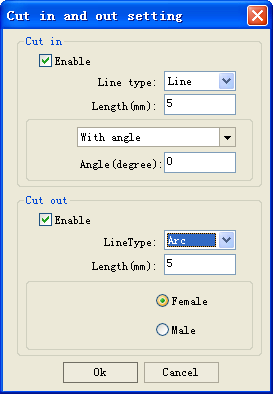 Cut in and out setting
Cut in
Enable
Line type: Line
Length(mm): 5
With angle
Angle(degree): 0
Cut out
Enable
LineType: Arc
Length(mm): 5
Female
Male
Ok Cancel